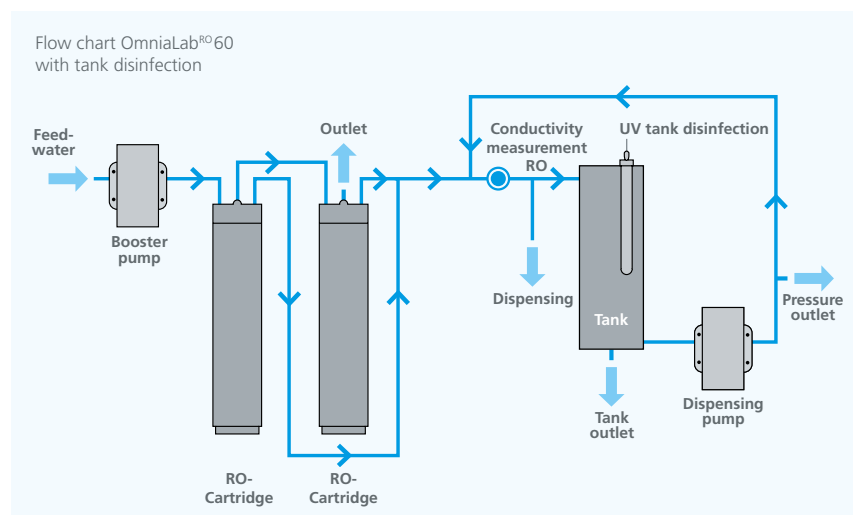 Flow chart OmniaLabRO60
with tank disinfection
Feed-
water
Booster
pump
Outlet
Conductivity
measurement
RO
UV tank disinfection
Dispensing
Tank
Pressure
outlet
Tank
outlet
Dispensing
pump
RO-
Cartridge
RO-
Cartridge